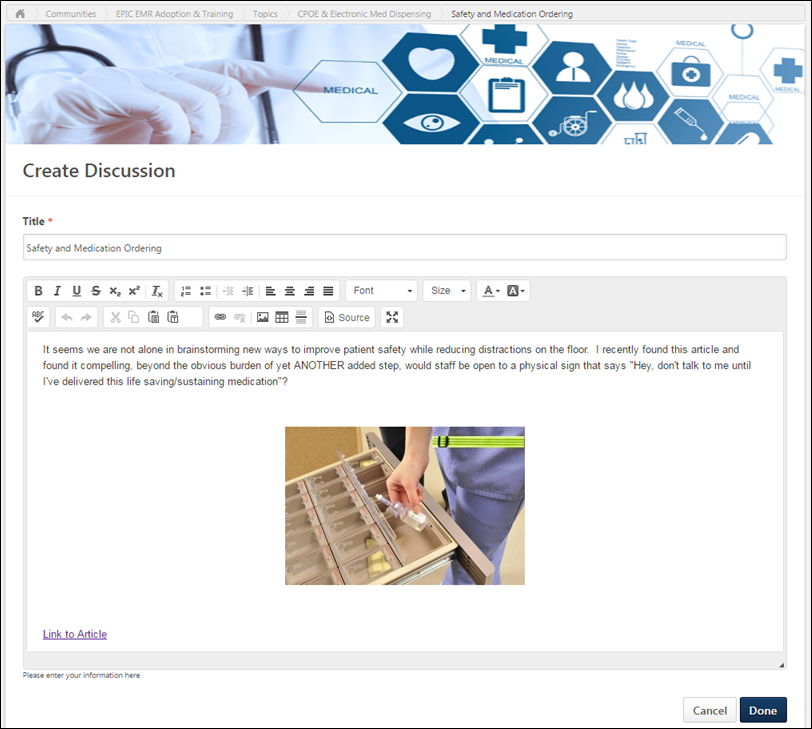 Communities EPIC EMR Adoption & Training Topics CPOE & Electronic Med Dispensing Safety and Medication Ordering
MEDICAL
MEDICAL
MEDICAL
MEDICAL
MEDICAL
Create Discussion
Title *
Safety and Medication Ordering
B I U S x₂ x² Tx Font Size A A
ABC Source
It seems we are not alone in brainstorming new ways to improve patient safety while reducing distractions on the floor. I recently found this article and
found it compelling, beyond the obvious burden of yet ANOTHER added step, would staff be open to a physical sign that says "Hey, don't talk to me until
I've delivered this life saving/sustaining medication"?
Link to Article
Please enter your information here
Cancel Done